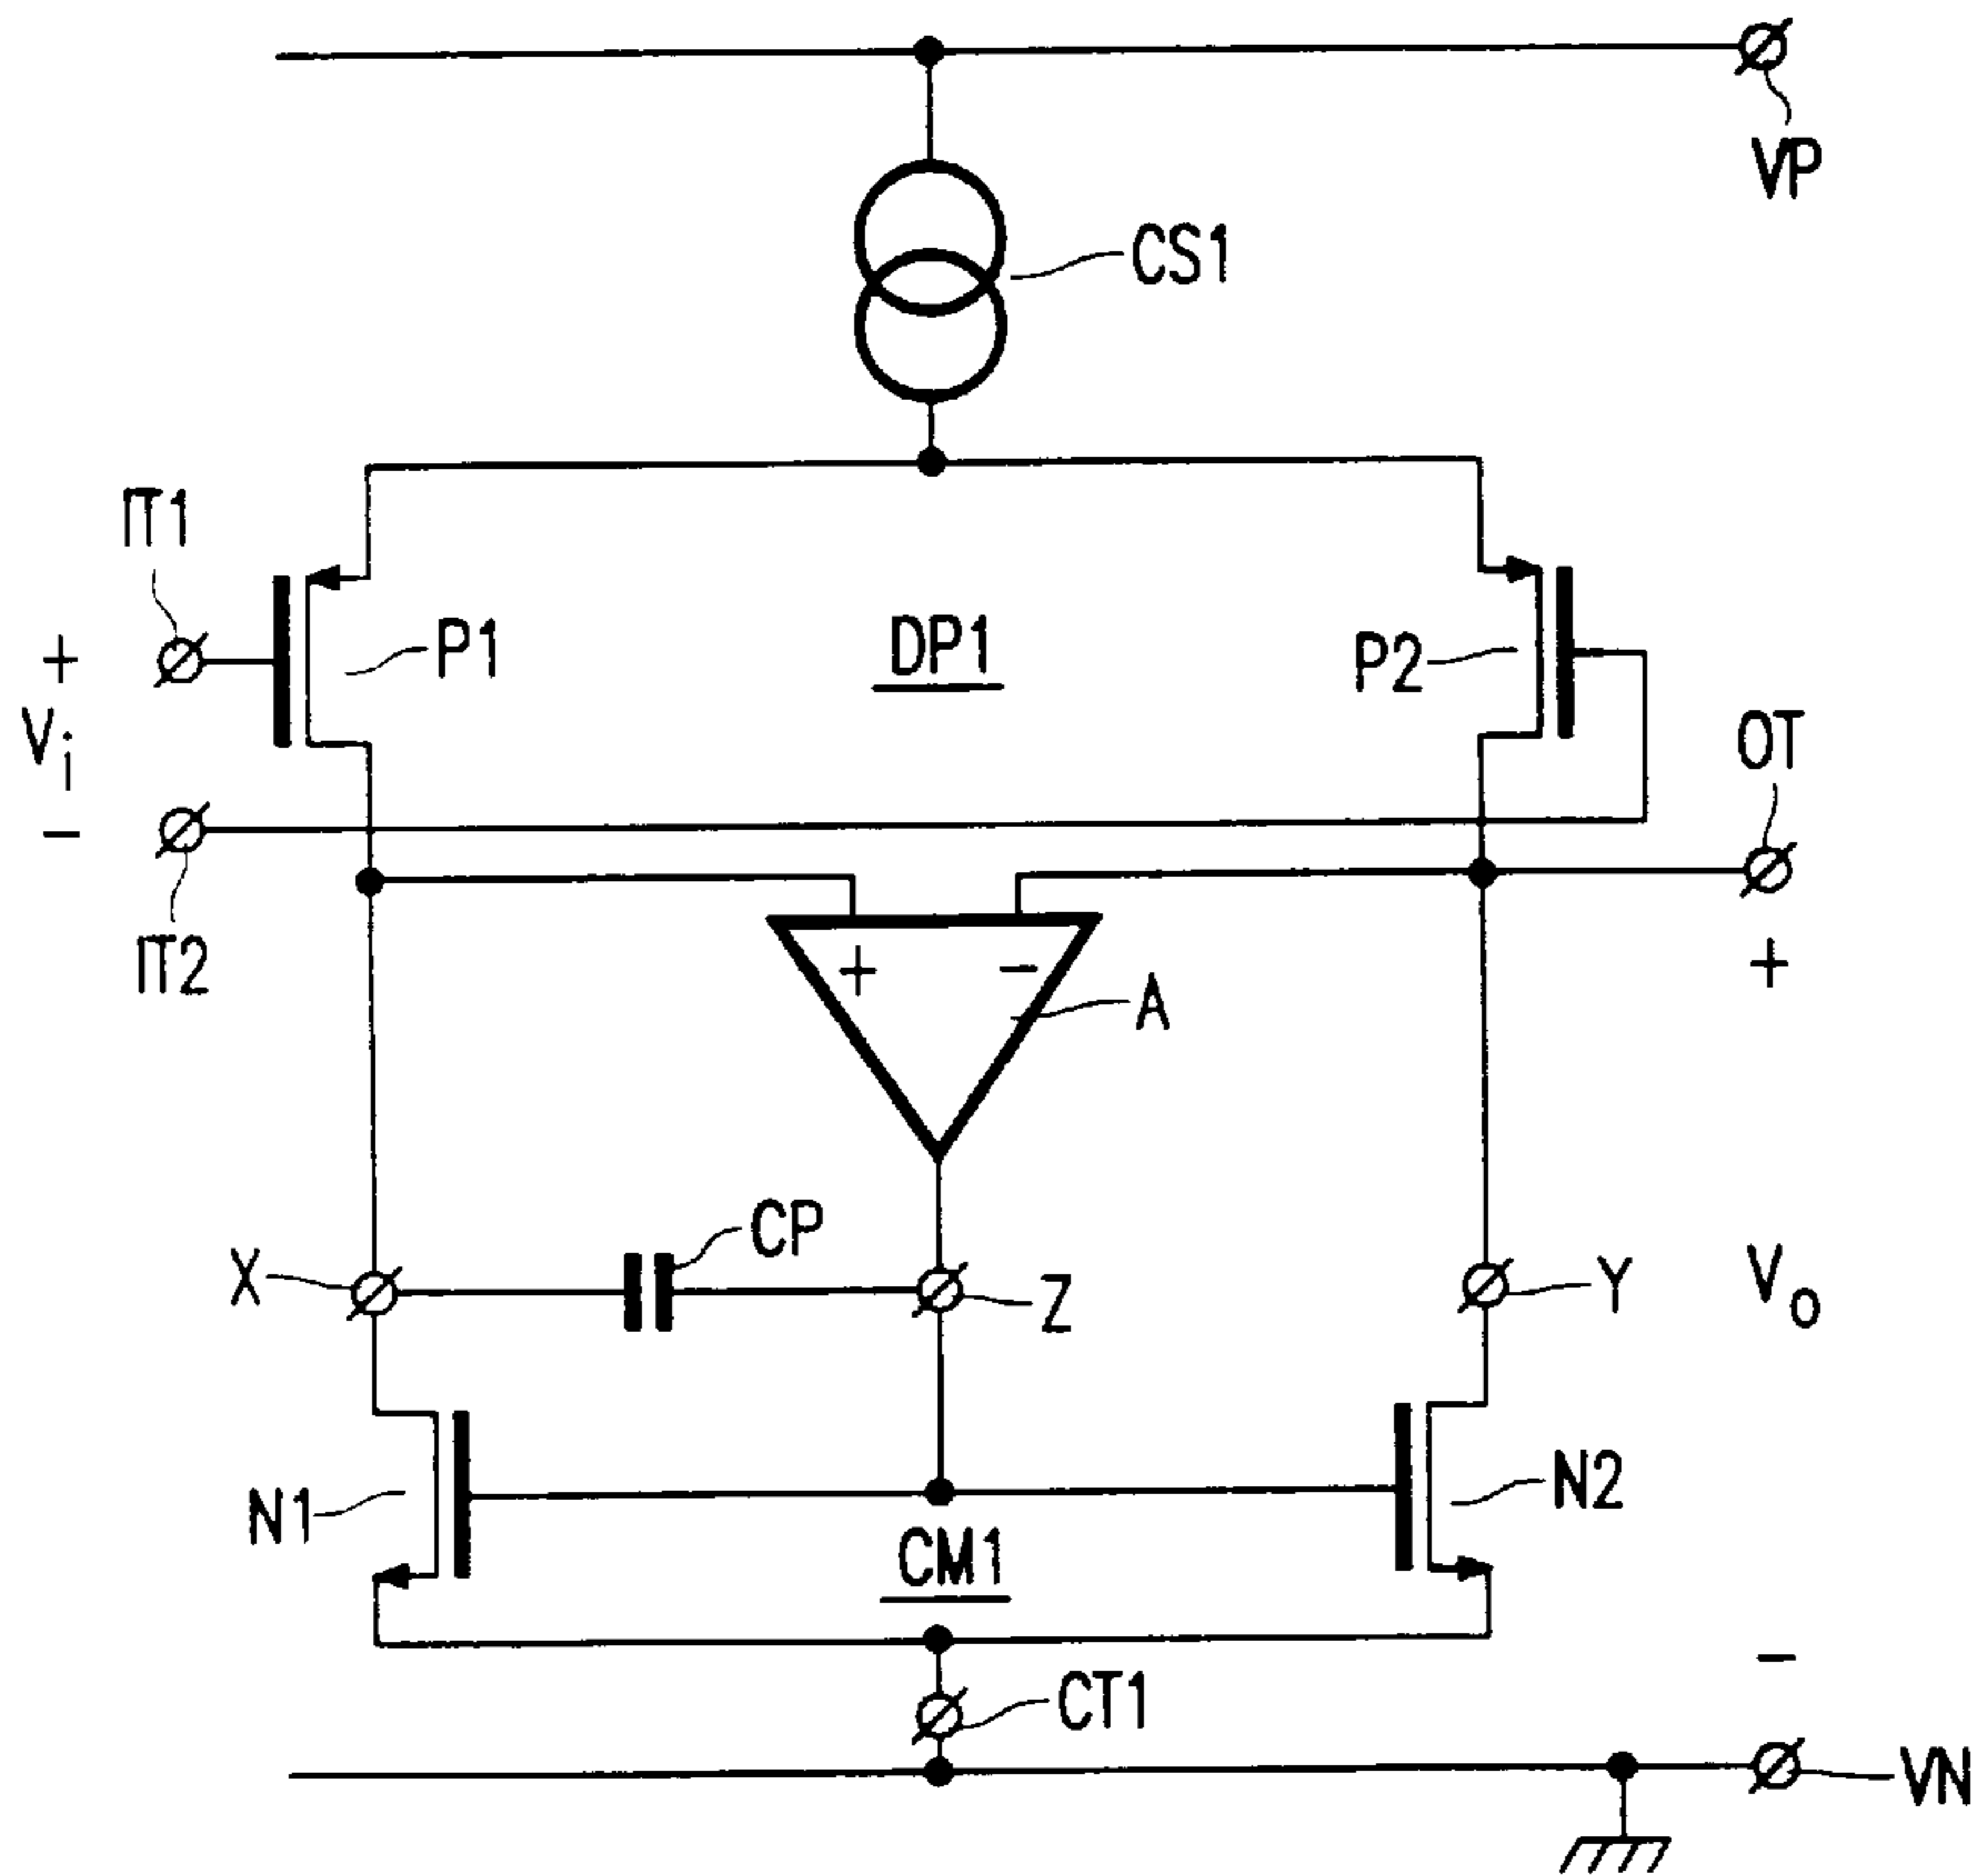 VP
CS1
IT1
+
P1
DP1
P2
Vi
OT
−
IT2
+
−
+
A
CP
X
Z
Y
Vo
N1
N2
CM1
−
CT1
VN